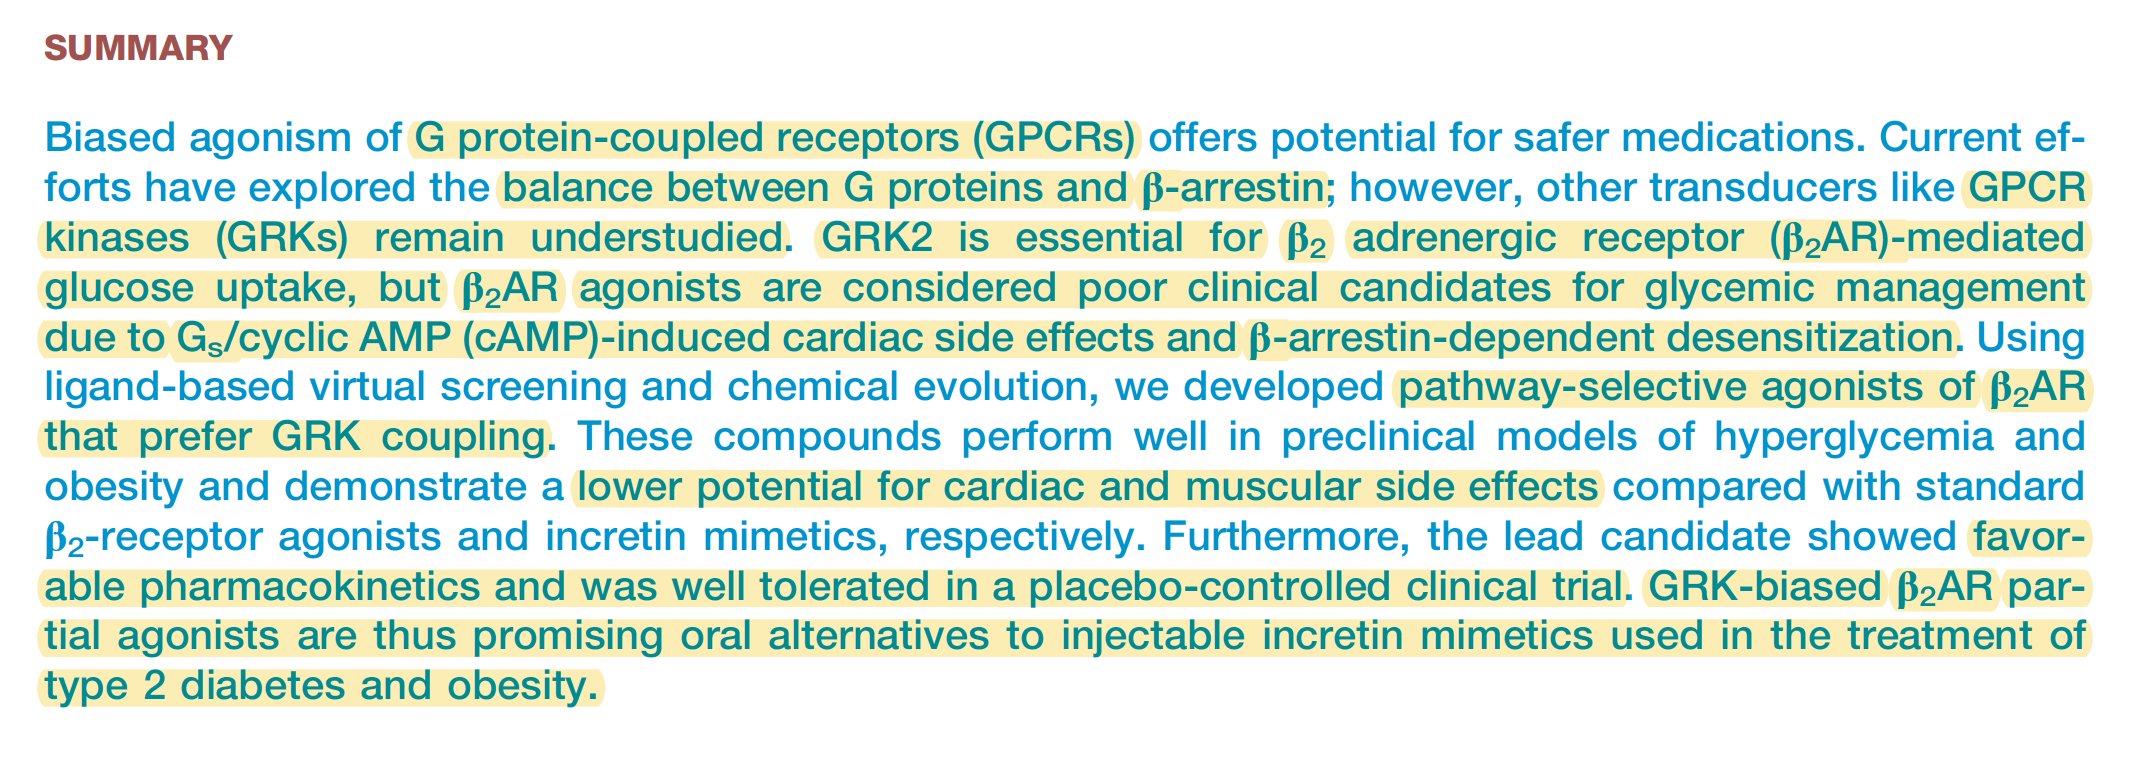 SUMMARY
Biased agonism of G protein-coupled receptors (GPCRs) offers potential for safer medications. Current ef-
forts have explored the balance between G proteins and β-arrestin; however, other transducers like GPCR
kinases (GRKs) remain understudied. GRK2 is essential for β₂ adrenergic receptor (β₂AR)-mediated
glucose uptake, but β₂AR agonists are considered poor clinical candidates for glycemic management
due to Gₛ/cyclic AMP (cAMP)-induced cardiac side effects and β-arrestin-dependent desensitization. Using
ligand-based virtual screening and chemical evolution, we developed pathway-selective agonists of β₂AR
that prefer GRK coupling. These compounds perform well in preclinical models of hyperglycemia and
obesity and demonstrate a lower potential for cardiac and muscular side effects compared with standard
β₂-receptor agonists and incretin mimetics, respectively. Furthermore, the lead candidate showed favor-
able pharmacokinetics and was well tolerated in a placebo-controlled clinical trial. GRK-biased β₂AR par-
tial agonists are thus promising oral alternatives to injectable incretin mimetics used in the treatment of
type 2 diabetes and obesity.